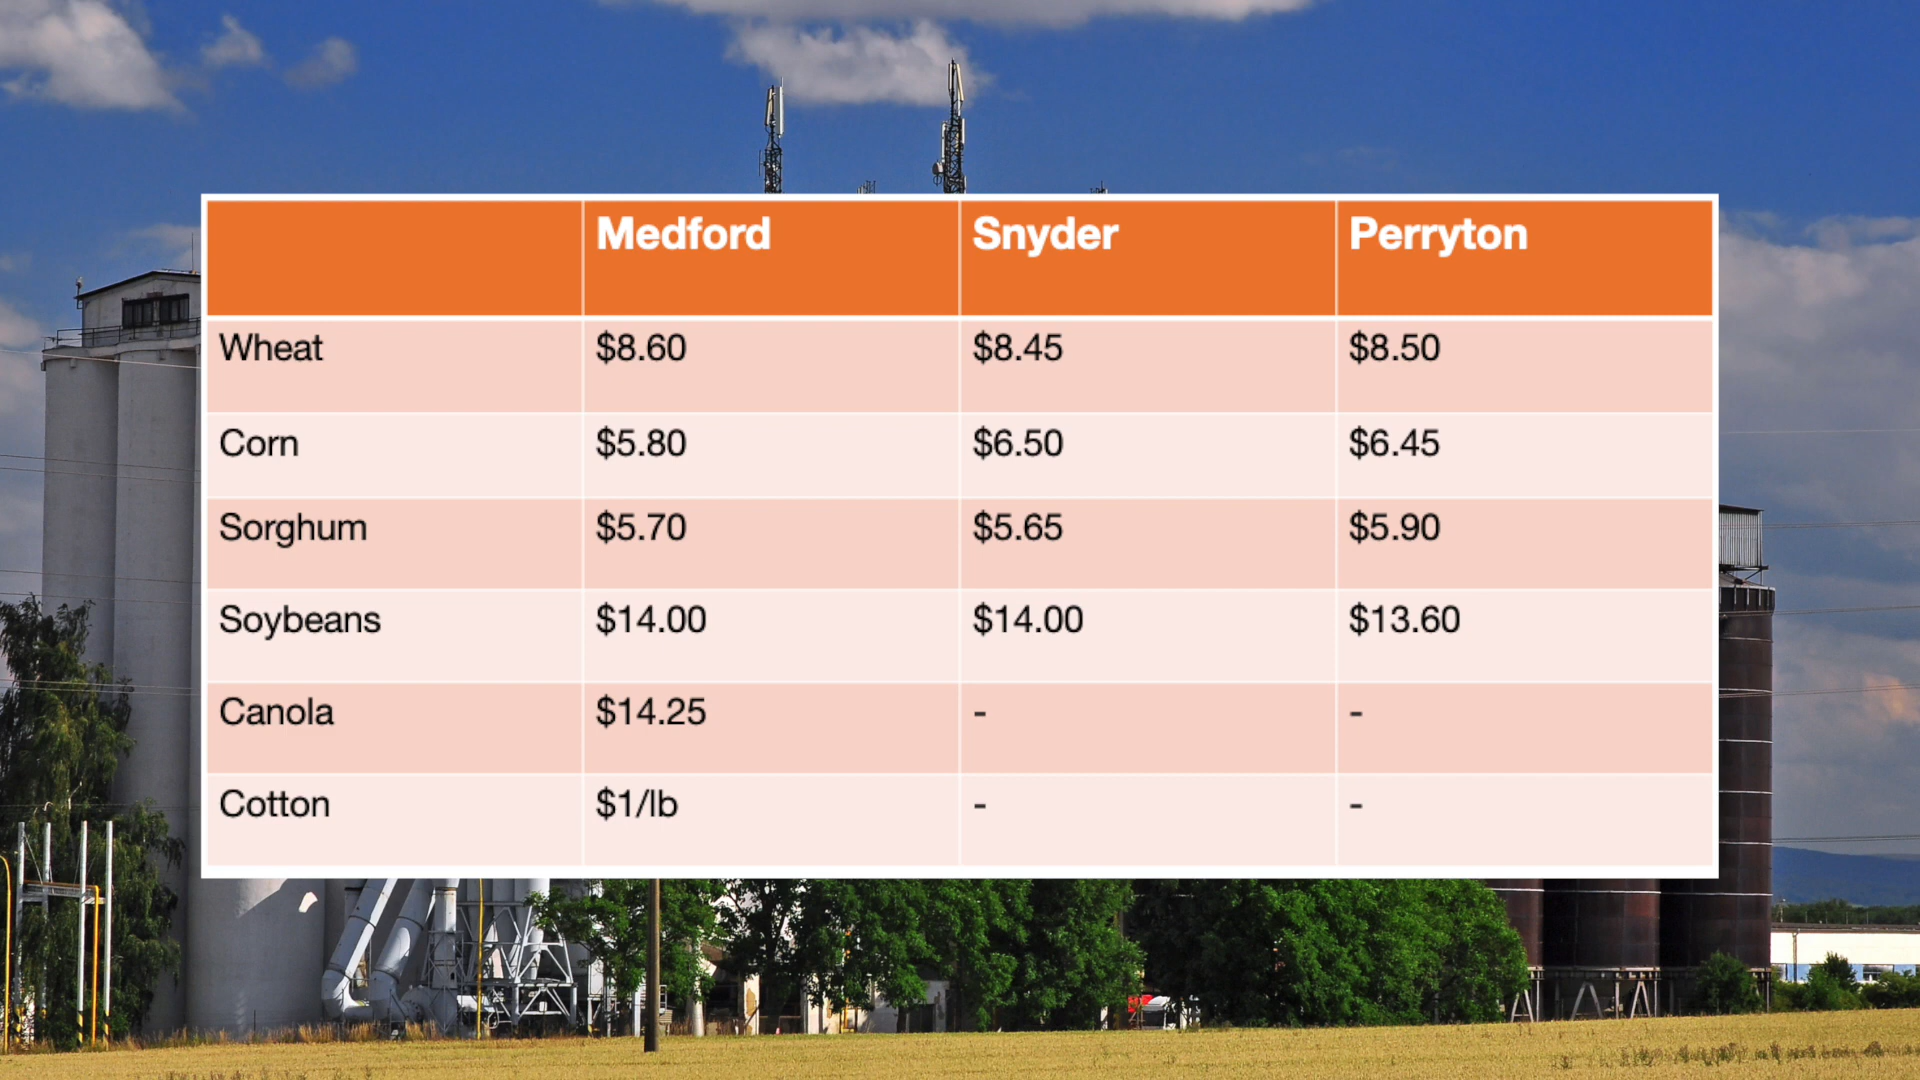 Medford Snyder Perryton
Wheat $8.60 $8.45 $8.50
Corn $5.80 $6.50 $6.45
Sorghum $5.70 $5.65 $5.90
Soybeans $14.00 $14.00 $13.60
Canola $14.25 - -
Cotton $1/lb - -